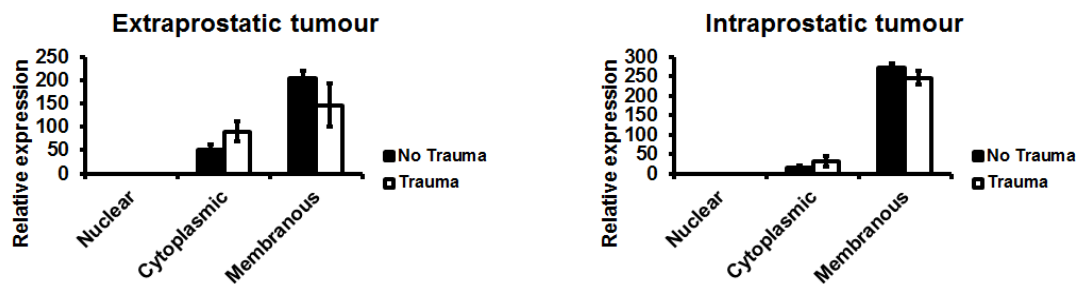 Extraprostatic tumour
Relative expression
250
200
150
100
50
0
Nuclear
Cytoplasmic
Membranous
No Trauma
Trauma
Intraprostatic tumour
Relative expression
300
250
200
150
100
50
0
Nuclear
Cytoplasmic
Membranous
No Trauma
Trauma